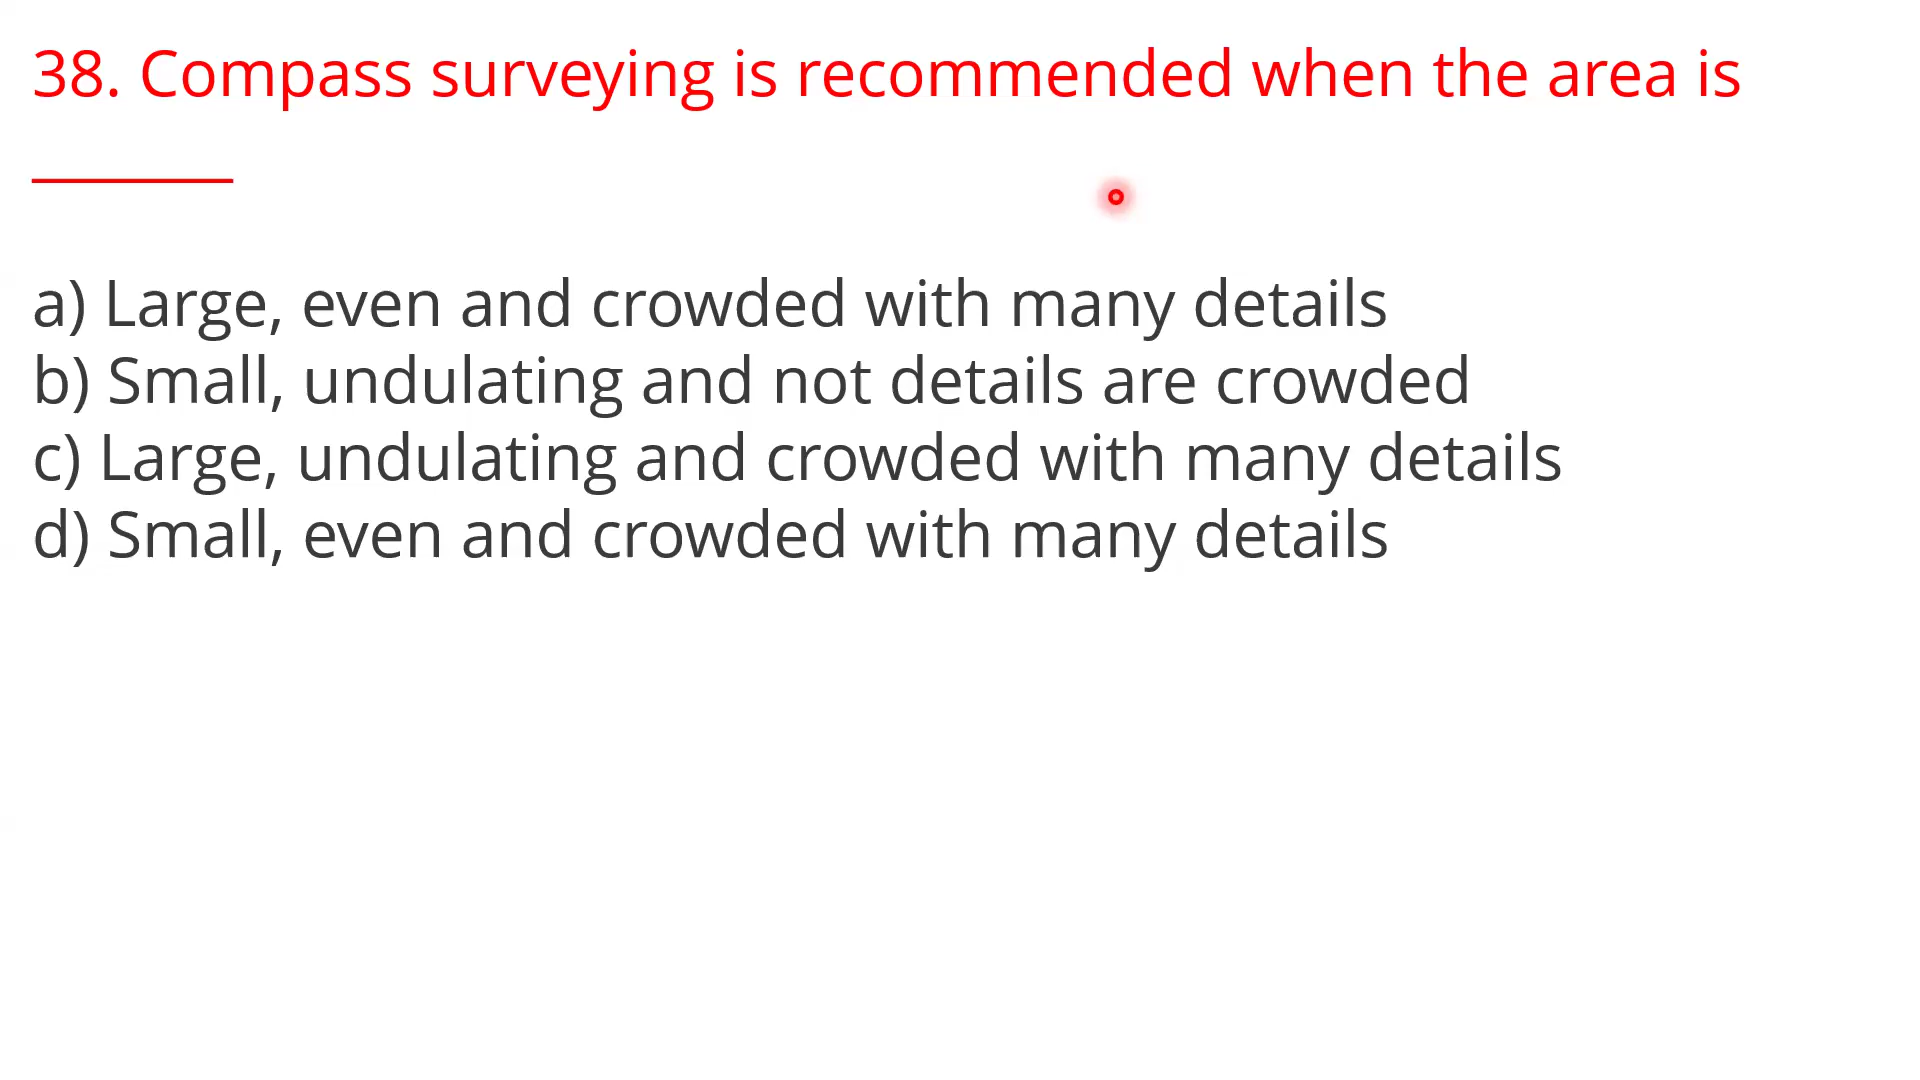 38. Compass surveying is recommended when the area is
______
a) Large, even and crowded with many details
b) Small, undulating and not details are crowded
c) Large, undulating and crowded with many details
d) Small, even and crowded with many details